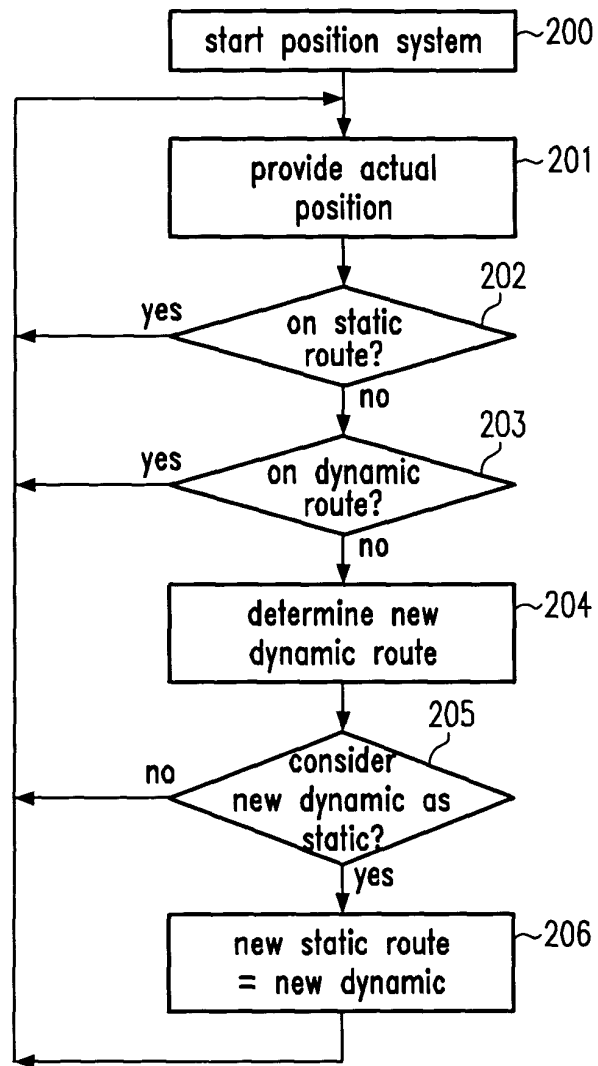 start position system
200
provide actual
position
201
202
yes
on static
route?
no
203
yes
on dynamic
route?
no
determine new
dynamic route
204
205
no
consider
new dynamic as
static?
yes
new static route
= new dynamic
206